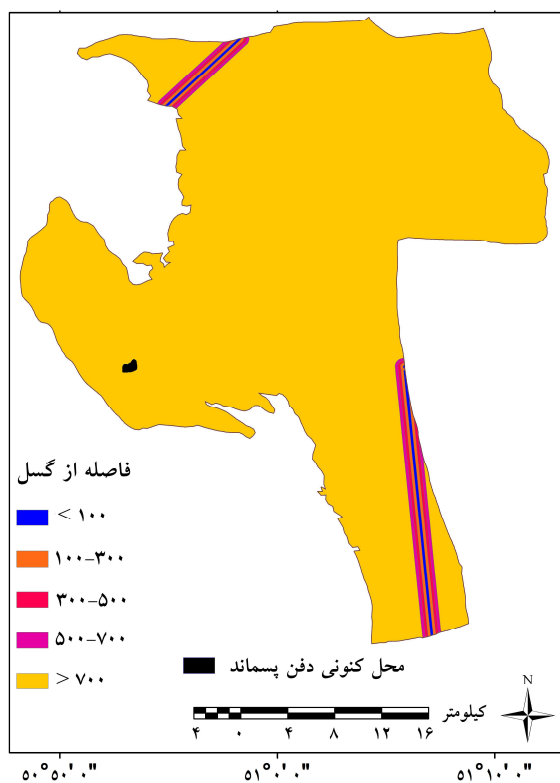 فاصله از گسل
< ۱۰۰
۱۰۰-۳۰۰
۳۰۰-۵۰۰
۵۰۰-۷۰۰
> ۷۰۰
محل کنونی دفن پسماند
N
کیلومتر
۴ ۰ ۴ ۸ ۱۲ ۱۶
۵۰°۵۰'۰"
۵۱°۰'۰"
۵۱°۱۰'۰"